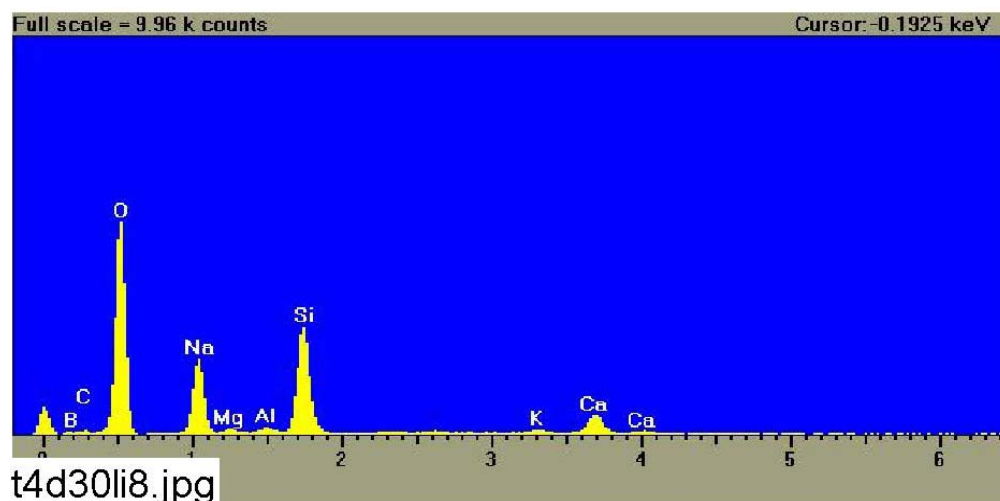 Full scale = 9.96 k counts
Cursor:-0.1925 keV
O
Si
Na
C
B
Mg
Al
K
Ca
Ca
0 1 2 3 4 5 6
t4d30li8.jpg